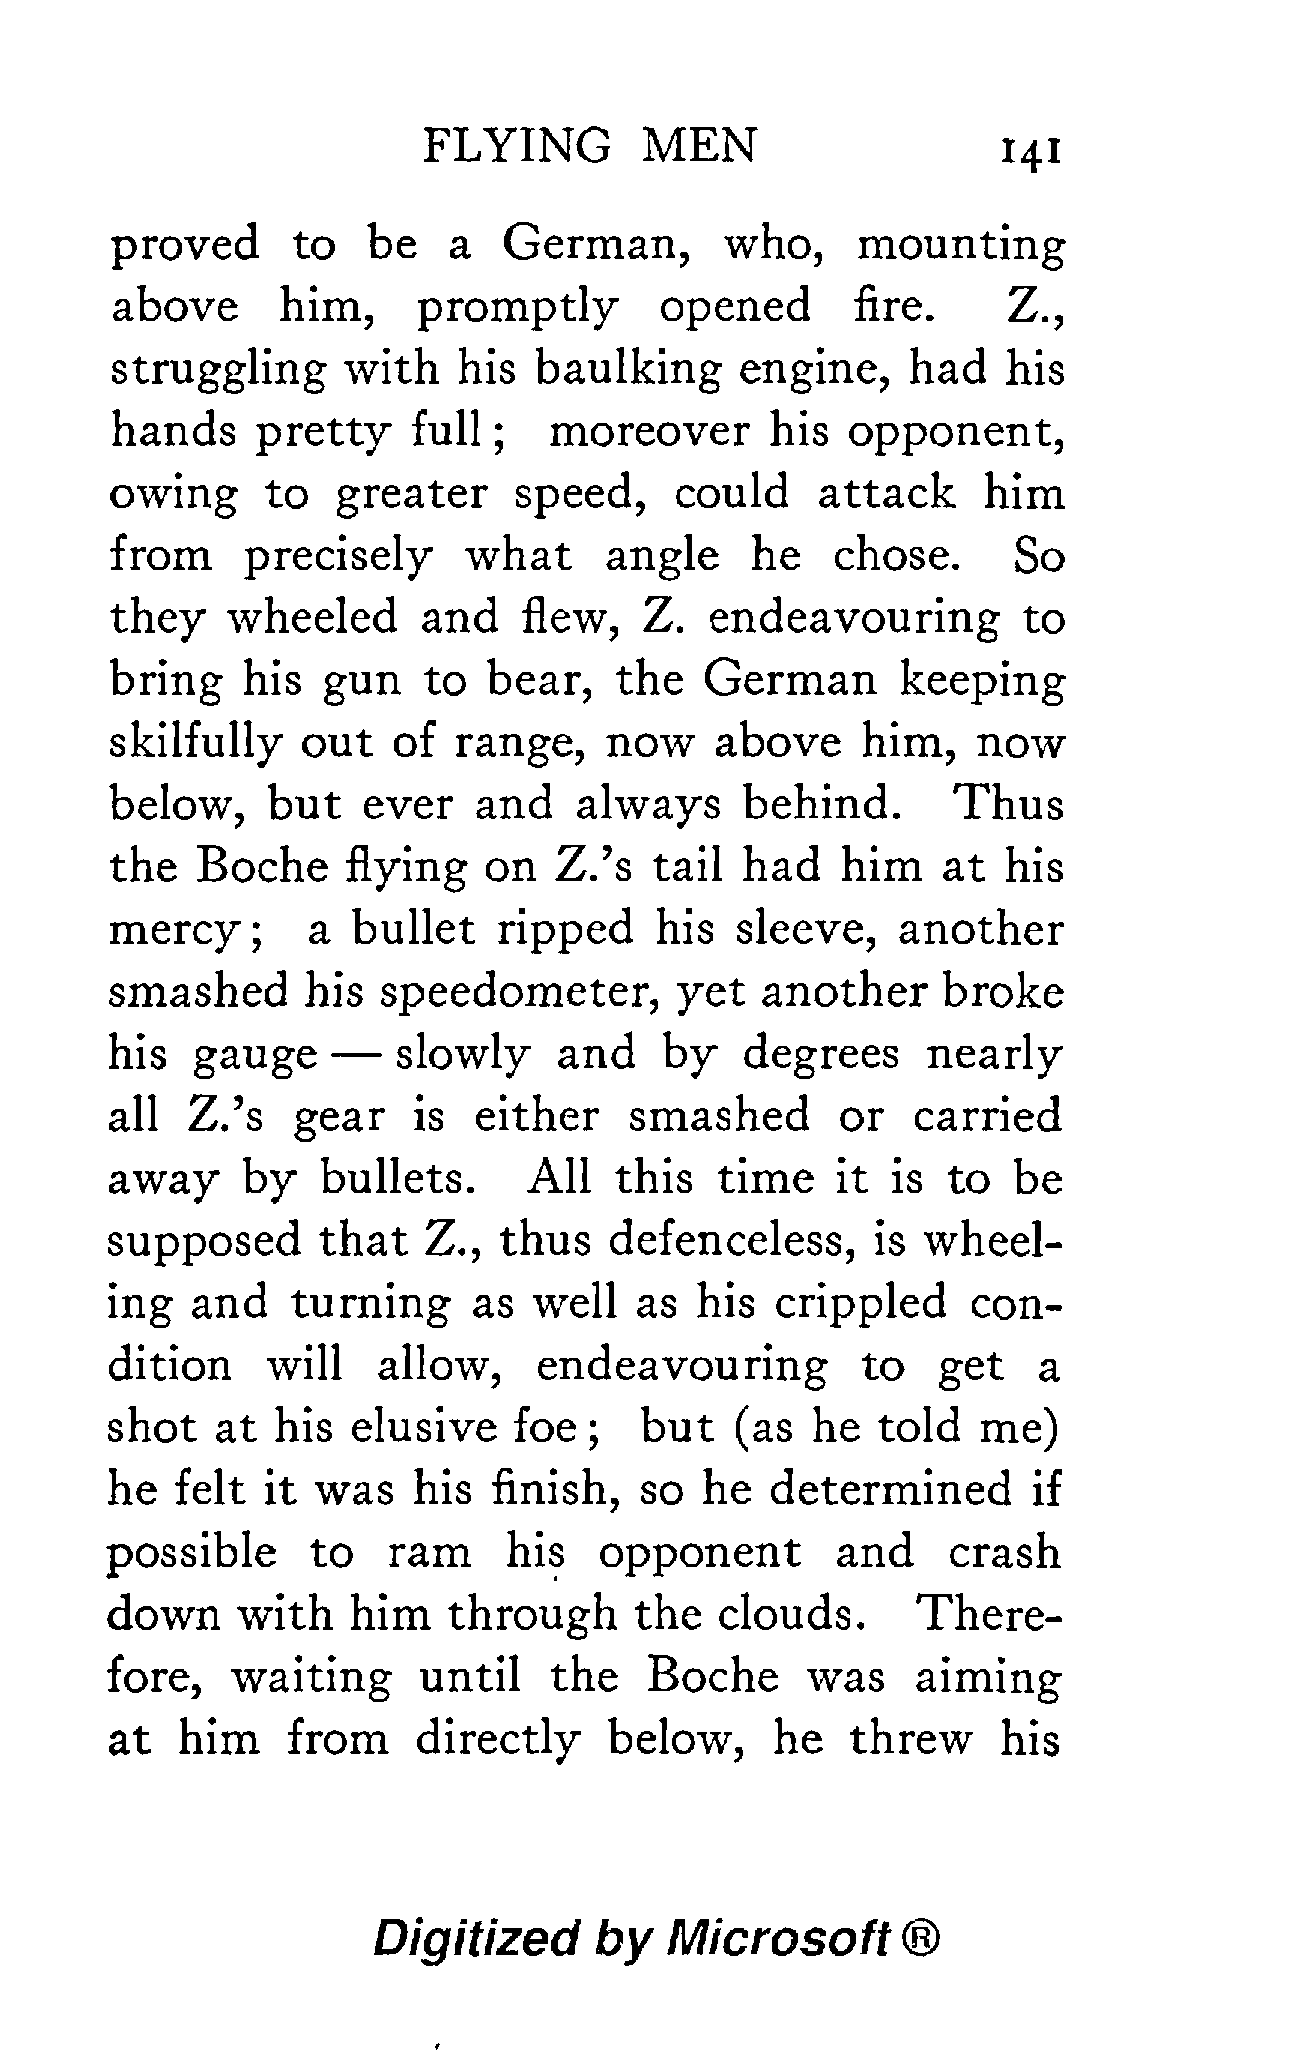 FLYING MEN 141
proved to be a German, who, mounting
above him, promptly opened fire. Z.,
struggling with his baulking engine, had his
hands pretty full ; moreover his opponent,
owing to greater speed, could attack him
from precisely what angle he chose. So
they wheeled and flew, Z. endeavouring to
bring his gun to bear, the German keeping
skilfully out of range, now above him, now
below, but ever and always behind. Thus
the Boche flying on Z.'s tail had him at his
mercy ; a bullet ripped his sleeve, another
smashed his speedometer, yet another broke
his gauge — slowly and by degrees nearly
all Z.'s gear is either smashed or carried
away by bullets. All this time it is to be
supposed that Z., thus defenceless, is wheel-
ing and turning as well as his crippled con-
dition will allow, endeavouring to get a
shot at his elusive foe ; but (as he told me)
he felt it was his finish, so he determined if
possible to ram his opponent and crash
down with him through the clouds. There-
fore, waiting until the Boche was aiming
at him from directly below, he threw his
Digitized by Microsoft ®